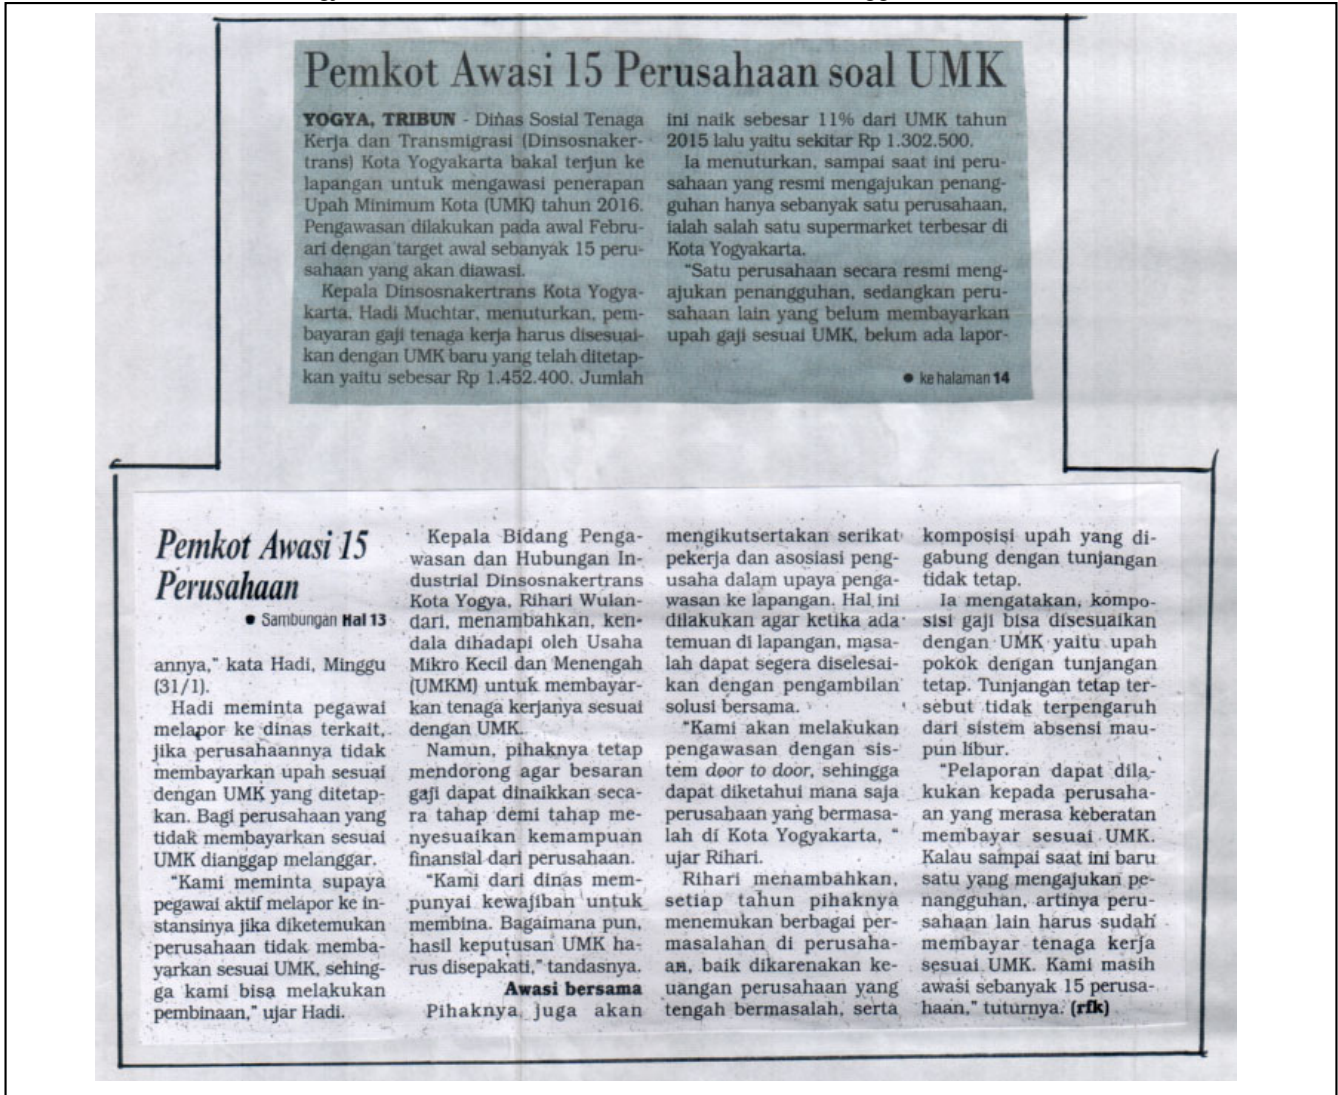 Pemkot Awasi 15 Perusahaan soal UMK
YOGYA, TRIBUN - Dinas Sosial Tenaga
Kerja dan Transmigrasi (Dinsosnaker-
trans) Kota Yogyakarta bakal terjun ke
lapangan untuk mengawasi penerapan
Upah Minimum Kota (UMK) tahun 2016.
Pengawasan dilakukan pada awal Febru-
ari dengan target awal sebanyak 15 peru-
sahaan yang akan diawasi.
Kepala Dinsosnakertrans Kota Yogya-
karta, Hadi Muchtar, menuturkan, pem-
bayaran gaji tenaga kerja harus disesuai-
kan dengan UMK baru yang telah ditetap-
kan yaitu sebesar Rp 1.452.400. Jumlah
ini naik sebesar 11% dari UMK tahun
2015 lalu yaitu sekitar Rp 1.302.500.
Ia menuturkan, sampai saat ini peru-
sahaan yang resmi mengajukan penang-
guhan hanya sebanyak satu perusahaan,
ialah salah satu supermarket terbesar di
Kota Yogyakarta.
"Satu perusahaan secara resmi meng-
ajukan penangguhan, sedangkan peru-
sahaan lain yang belum membayarkan
upah gaji sesuai UMK, belum ada lapor-
● ke halaman 14
Pemkot Awasi 15
Perusahaan
● Sambungan Hal 13
annya," kata Hadi, Minggu
(31/1).
Hadi meminta pegawai
melapor ke dinas terkait,
jika perusahaannya tidak
membayarkan upah sesuai
dengan UMK yang ditetap-
kan. Bagi perusahaan yang
tidak membayarkan sesuai
UMK dianggap melanggar.
"Kami meminta supaya
pegawai aktif melapor ke in-
stansinya jika diketemukan
perusahaan tidak memba-
yarkan sesuai UMK, sehing-
ga kami bisa melakukan
pembinaan," ujar Hadi.
Kepala Bidang Penga-
wasan dan Hubungan In-
dustrial Dinsosnakertrans
Kota Yogya, Rihari Wulan-
dari, menambahkan, ken-
dala dihadapi oleh Usaha
Mikro Kecil dan Menengah
(UMKM) untuk membayar-
kan tenaga kerjanya sesuai
dengan UMK.
Namun, pihaknya tetap
mendorong agar besaran
gaji dapat dinaikkan seca-
ra tahap demi tahap me-
nyesuaikan kemampuan
finansial dari perusahaan.
"Kami dari dinas mem-
punyai kewajiban untuk
membina. Bagaimana pun,
hasil keputusan UMK ha-
rus disepakati," tandasnya.
Awasi bersama
Pihaknya juga akan
mengikutsertakan serikat
pekerja dan asosiasi peng-
usaha dalam upaya penga-
wasan ke lapangan. Hal ini
dilakukan agar ketika ada
temuan di lapangan, masa-
lah dapat segera diselesai-
kan dengan pengambilan
solusi bersama.
"Kami akan melakukan
pengawasan dengan sis-
tem door to door, sehingga
dapat diketahui mana saja
perusahaan yang bermasa-
lah di Kota Yogyakarta, "
ujar Rihari.
Rihari menambahkan,
setiap tahun pihaknya
menemukan berbagai per-
masalahan di perusaha-
an, baik dikarenakan ke-
uangan perusahaan yang
tengah bermasalah, serta
komposisi upah yang di-
gabung dengan tunjangan
tidak tetap.
Ia mengatakan, kompo-
sisi gaji bisa disesuaikan
dengan UMK yaitu upah
pokok dengan tunjangan
tetap. Tunjangan tetap ter-
sebut tidak terpengaruh
dari sistem absensi mau-
pun libur.
"Pelaporan dapat dila-
kukan kepada perusaha-
an yang merasa keberatan
membayar sesuai UMK.
Kalau sampai saat ini baru
satu yang mengajukan pe-
nangguhan, artinya peru-
sahaan lain harus sudah
membayar tenaga kerja
sesuai UMK. Kami masih
awasi sebanyak 15 perusa-
haan," tuturnya. (rfk)